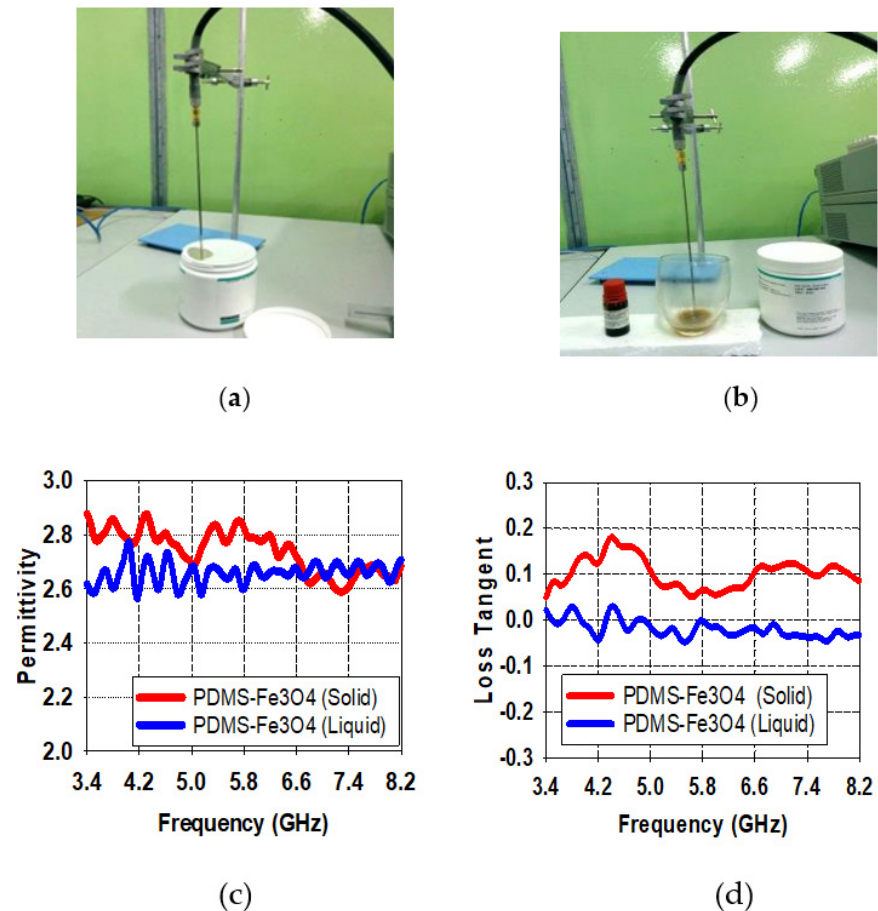 (a)
(b)
Permittivity
3.0
2.8
2.6
2.4
2.2
2.0
PDMS-Fe3O4 (Solid)
PDMS-Fe3O4 (Liquid)
3.4 4.2 5.0 5.8 6.6 7.4 8.2
Frequency (GHz)
(c)
Loss Tangent
0.3
0.2
0.1
0.0
-0.1
-0.2
-0.3
PDMS-Fe3O4 (Solid)
PDMS-Fe3O4 (Liquid)
3.4 4.2 5.0 5.8 6.6 7.4 8.2
Frequency (GHz)
(d)